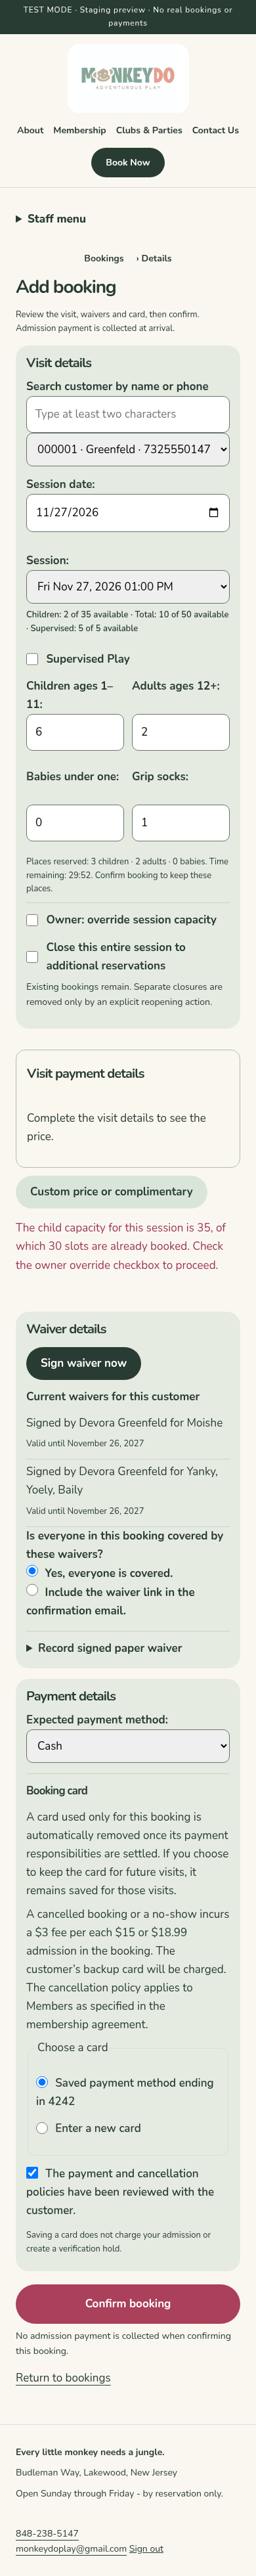 TEST MODE · Staging preview · No real bookings or
payments
MONKEYDO
ADVENTUROUS PLAY
About Membership Clubs & Parties Contact Us
Book Now
▶ Staff menu
Bookings › Details
Add booking
Review the visit, waivers and card, then confirm.
Admission payment is collected at arrival.
Visit details
Search customer by name or phone
Type at least two characters
000001 · Greenfeld · 7325550147
Session date:
11/27/2026
Session:
Fri Nov 27, 2026 01:00 PM
Children: 2 of 35 available · Total: 10 of 50 available
· Supervised: 5 of 5 available
Supervised Play
Children ages 1–
11:
Adults ages 12+:
6
2
Babies under one:
Grip socks:
0
1
Places reserved: 3 children · 2 adults · 0 babies. Time
remaining: 29:52. Confirm booking to keep these
places.
Owner: override session capacity
Close this entire session to
additional reservations
Existing bookings remain. Separate closures are
removed only by an explicit reopening action.
Visit payment details
Complete the visit details to see the
price.
Custom price or complimentary
The child capacity for this session is 35, of
which 30 slots are already booked. Check
the owner override checkbox to proceed.
Waiver details
Sign waiver now
Current waivers for this customer
Signed by Devora Greenfeld for Moishe
Valid until November 26, 2027
Signed by Devora Greenfeld for Yanky,
Yoely, Baily
Valid until November 26, 2027
Is everyone in this booking covered by
these waivers?
Yes, everyone is covered.
Include the waiver link in the
confirmation email.
▶ Record signed paper waiver
Payment details
Expected payment method:
Cash
Booking card
A card used only for this booking is
automatically removed once its payment
responsibilities are settled. If you choose
to keep the card for future visits, it
remains saved for those visits.
A cancelled booking or a no-show incurs
a $3 fee per each $15 or $18.99
admission in the booking. The
customer’s backup card will be charged.
The cancellation policy applies to
Members as specified in the
membership agreement.
Choose a card
Saved payment method ending
in 4242
Enter a new card
The payment and cancellation
policies have been reviewed with the
customer.
Saving a card does not charge your admission or
create a verification hold.
Confirm booking
No admission payment is collected when confirming
this booking.
Return to bookings
Every little monkey needs a jungle.
Budleman Way, Lakewood, New Jersey
Open Sunday through Friday - by reservation only.
848-238-5147
monkeydoplay@gmail.com Sign out